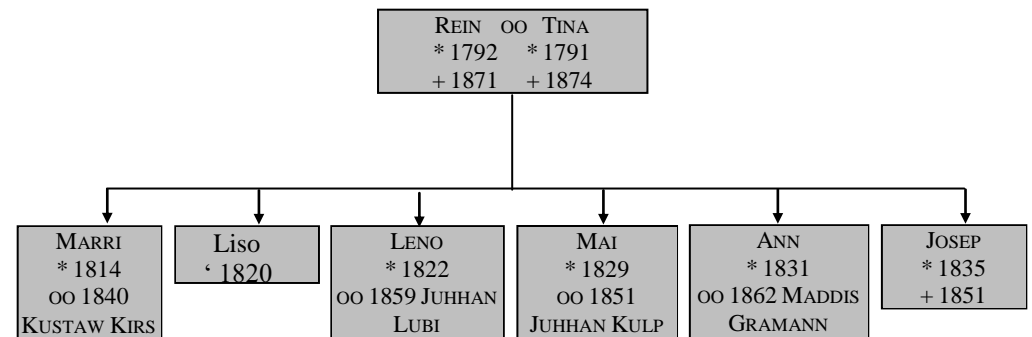 REIN OO TINA
* 1792 * 1791
+ 1871 + 1874
MARRI
* 1814
OO 1840
KUSTAW KIRS
Liso
‘ 1820
LENO
* 1822
OO 1859 JUHHAN
LUBI
MAI
* 1829
OO 1851
JUHHAN KULP
ANN
* 1831
OO 1862 MADDIS
GRAMANN
JOSEP
* 1835
+ 1851